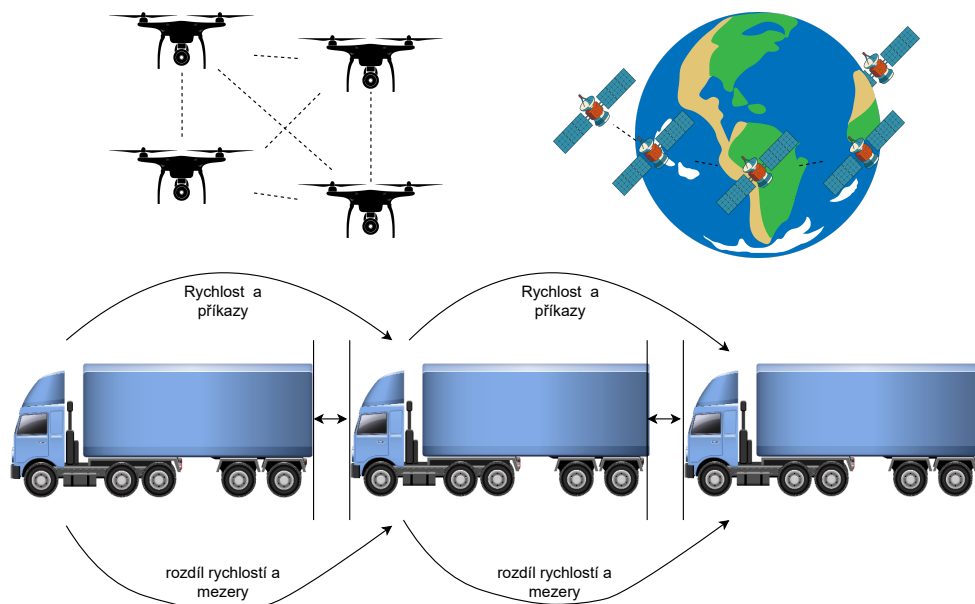 Rychlost a
příkazy
Rychlost a
příkazy
rozdíl rychlostí a
mezery
rozdíl rychlostí a
mezery